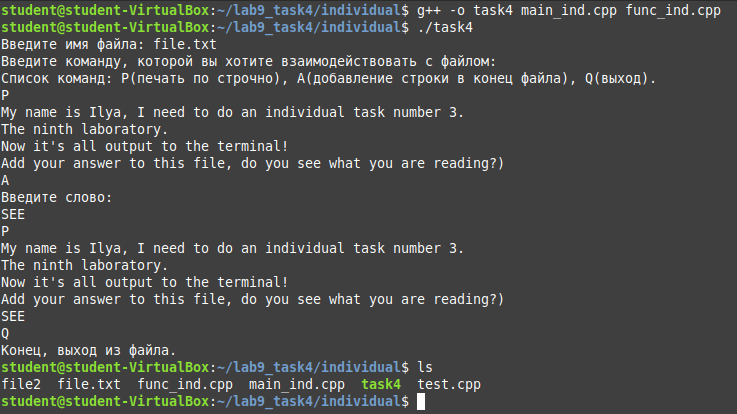 student@student-VirtualBox:~/lab9_task4/individual$ g++ -o task4 main_ind.cpp func_ind.cpp
student@student-VirtualBox:~/lab9_task4/individual$ ./task4
Введите имя файла: file.txt
Введите команду, которой вы хотите взаимодействовать с файлом:
Список команд: P(печать по строчно), A(добавление строки в конец файла), Q(выход).
P
My name is Ilya, I need to do an individual task number 3.
The ninth laboratory.
Now it's all output to the terminal!
Add your answer to this file, do you see what you are reading?)
A
Введите слово:
SEE
P
My name is Ilya, I need to do an individual task number 3.
The ninth laboratory.
Now it's all output to the terminal!
Add your answer to this file, do you see what you are reading?)
SEE
Q
Конец, выход из файла.
student@student-VirtualBox:~/lab9_task4/individual$ ls
file2  file.txt  func_ind.cpp  main_ind.cpp  task4  test.cpp
student@student-VirtualBox:~/lab9_task4/individual$